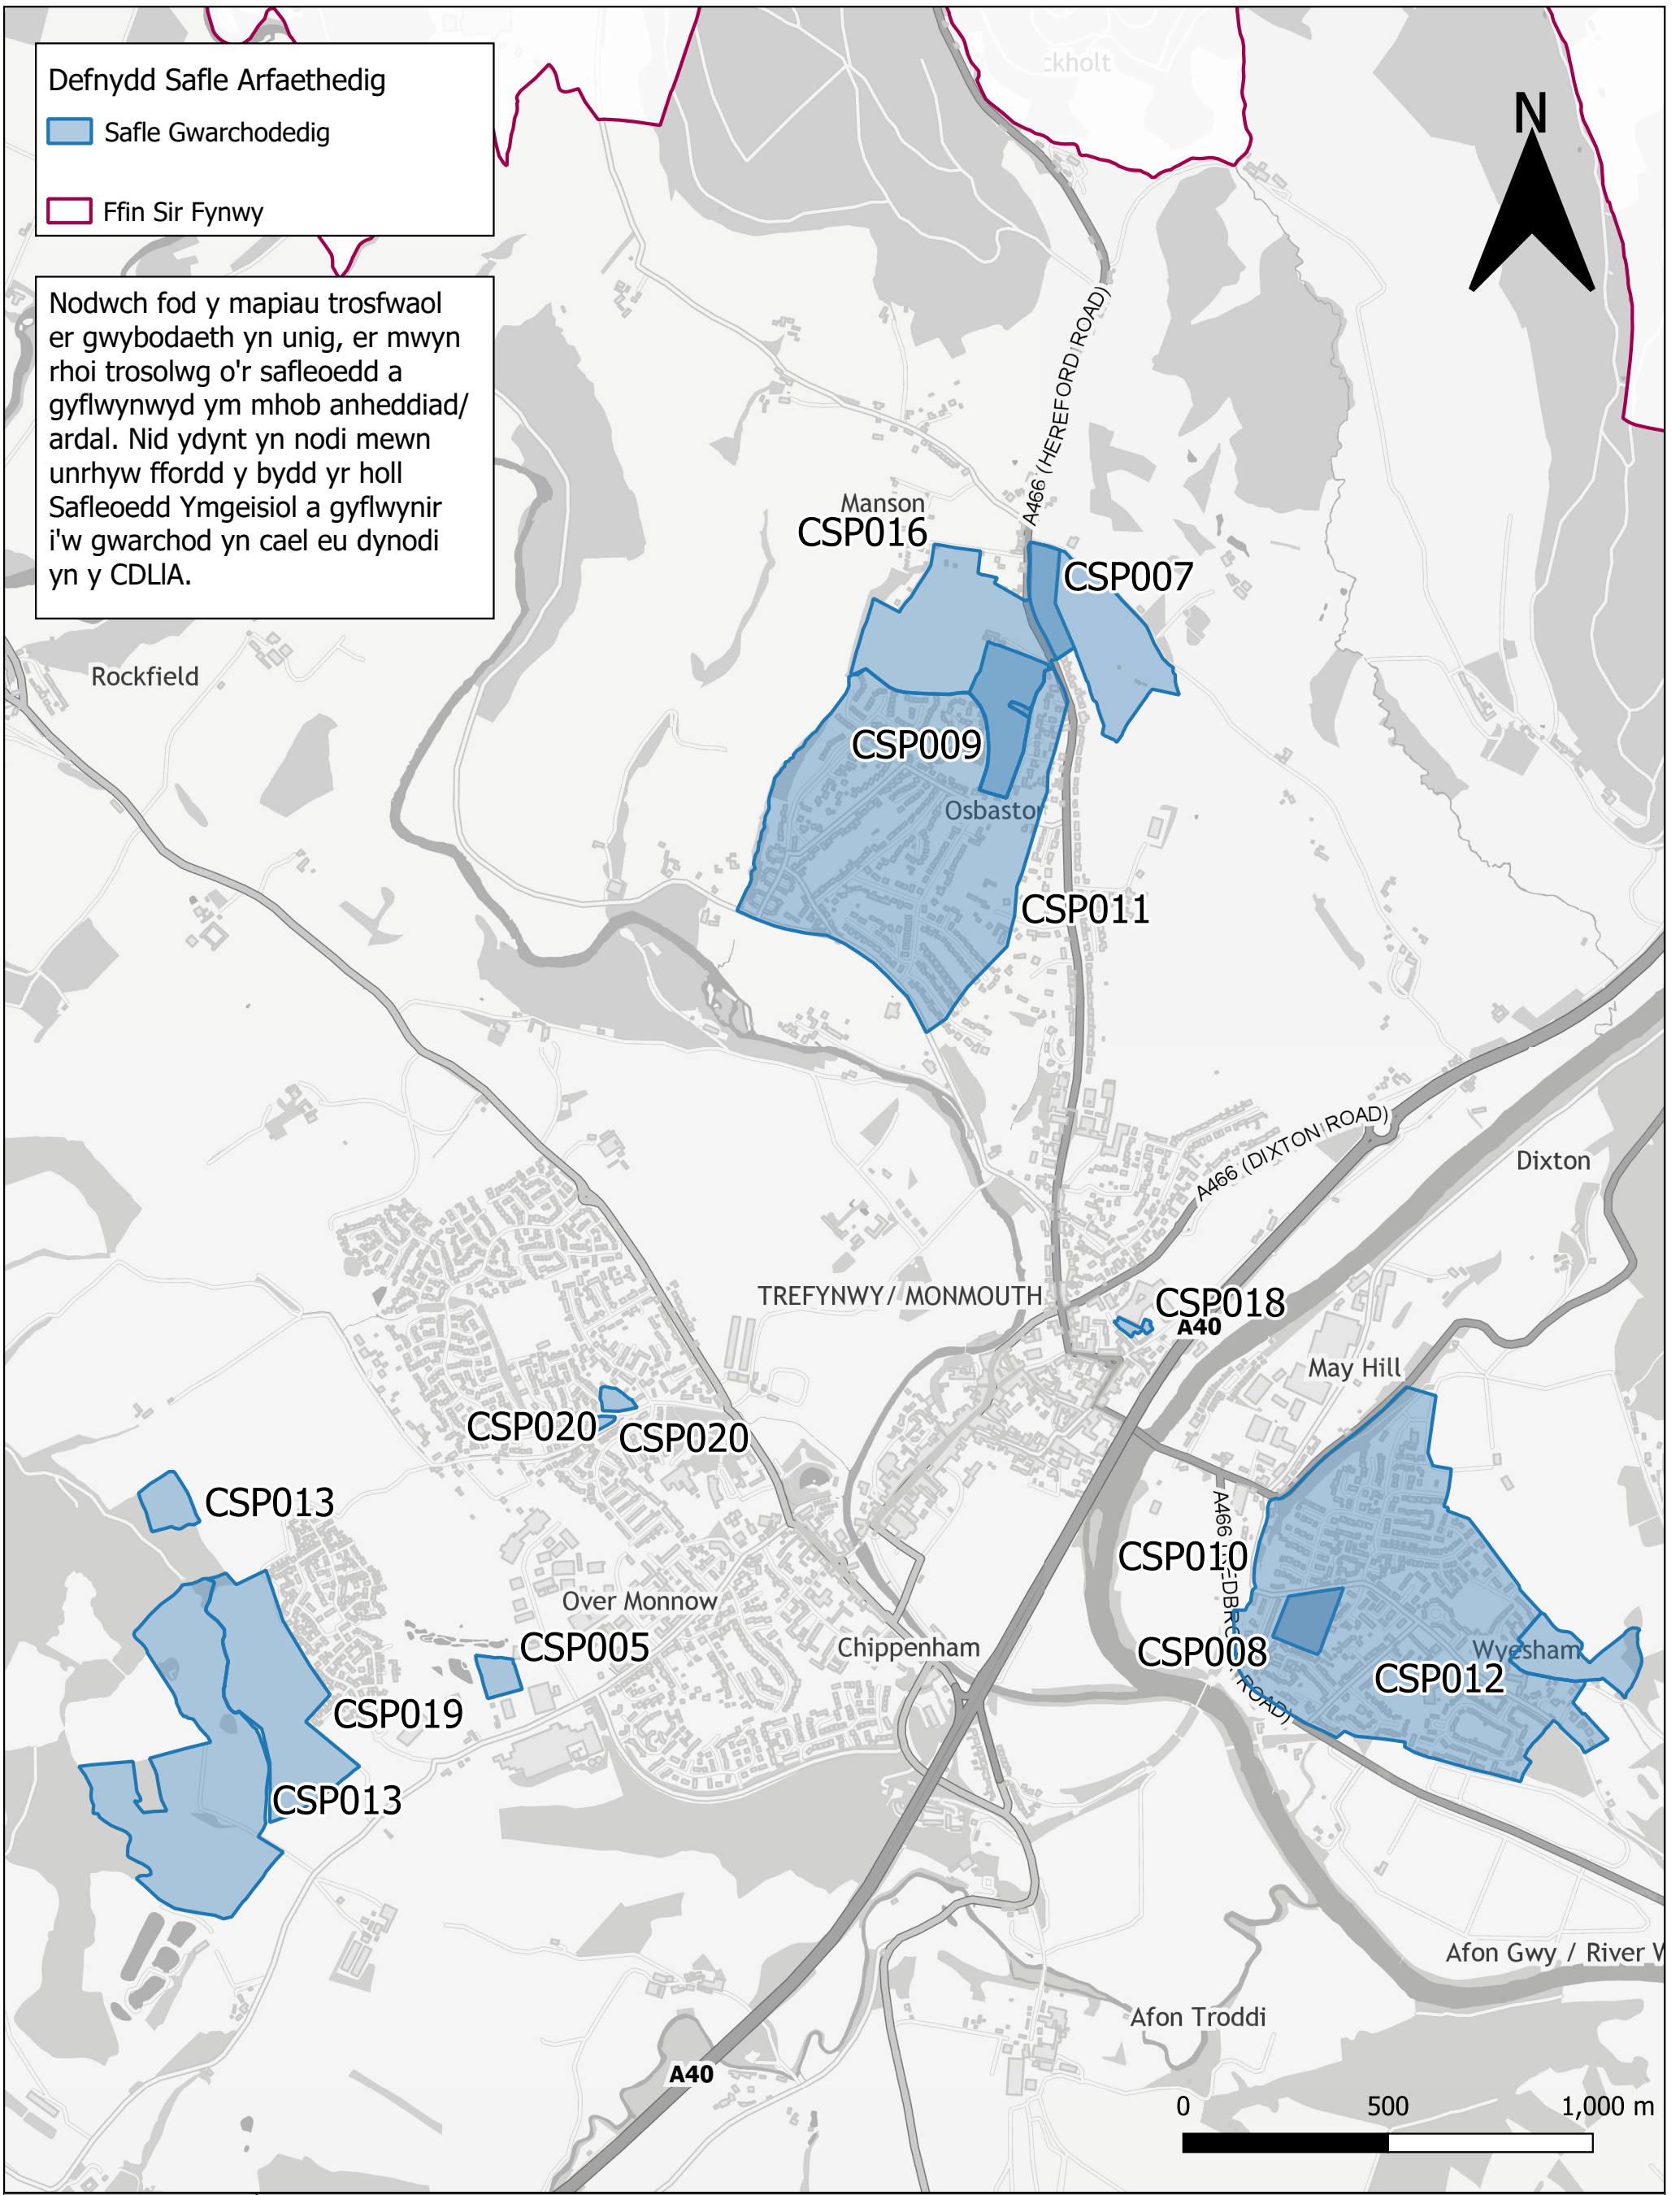 ckholt
Defnydd Safle Arfaethedig
Safle Gwarchodedig
Ffin Sir Fynwy
N
Nodwch fod y mapiau trosfwaol
er gwybodaeth yn unig, er mwyn
rhoi trosolwg o'r safleoedd a
gyflwynwyd ym mhob anheddiad/
ardal. Nid ydynt yn nodi mewn
unrhyw ffordd y bydd yr holl
Safleoedd Ymgeisiol a gyflwynir
i'w gwarchod yn cael eu dynodi
yn y CDLlA.
A466 (HEREFORD ROAD)
Manson
CSP016
CSP007
Rockfield
CSP009
Osbaston
CSP011
A466 (DIXTON ROAD)
Dixton
TREFYNWY/ MONMOUTH
CSP018
A40
May Hill
CSP020
CSP020
CSP013
CSP010
A466
ROAD)
Over Monnow
CSP005
Chippenham
CSP008
Wyesham
CSP012
CSP019
CSP013
Afon Gwy / River W
Afon Troddi
A40
0 500 1,000 m